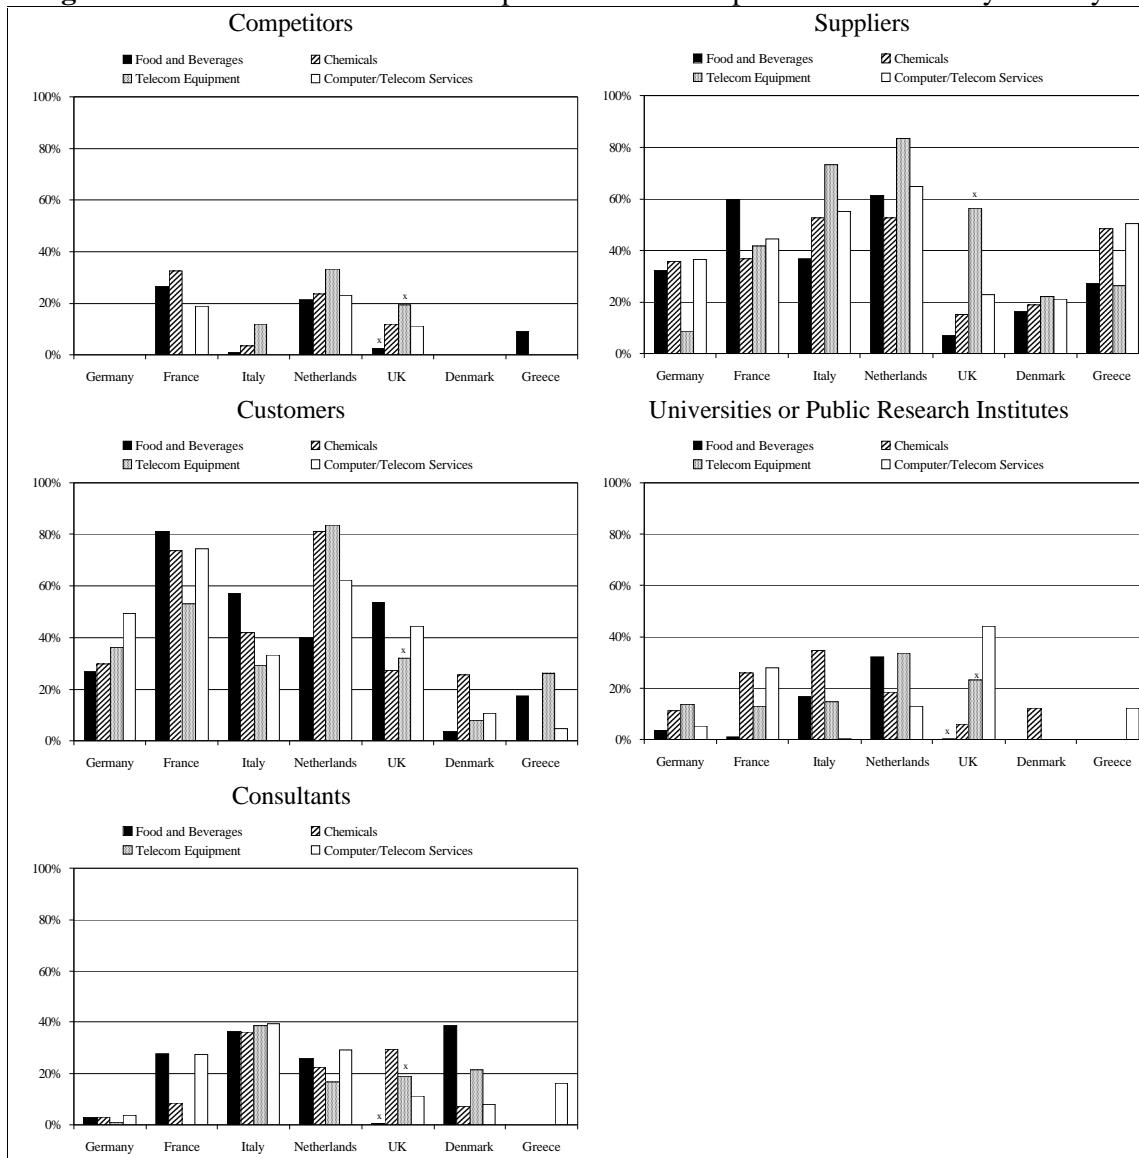 Competitors
Food and Beverages Chemicals
Telecom Equipment Computer/Telecom Services
100%
80%
60%
40%
20%
0%
x
x
Germany France Italy Netherlands UK Denmark Greece
Suppliers
Food and Beverages Chemicals
Telecom Equipment Computer/Telecom Services
100%
80%
60%
40%
20%
0%
x
Germany France Italy Netherlands UK Denmark Greece
Customers
Food and Beverages Chemicals
Telecom Equipment Computer/Telecom Services
100%
80%
60%
40%
20%
0%
x
Germany France Italy Netherlands UK Denmark Greece
Universities or Public Research Institutes
Food and Beverages Chemicals
Telecom Equipment Computer/Telecom Services
100%
80%
60%
40%
20%
0%
x
x
Germany France Italy Netherlands UK Denmark Greece
Consultants
Food and Beverages Chemicals
Telecom Equipment Computer/Telecom Services
100%
80%
60%
40%
20%
0%
x
x
Germany France Italy Netherlands UK Denmark Greece